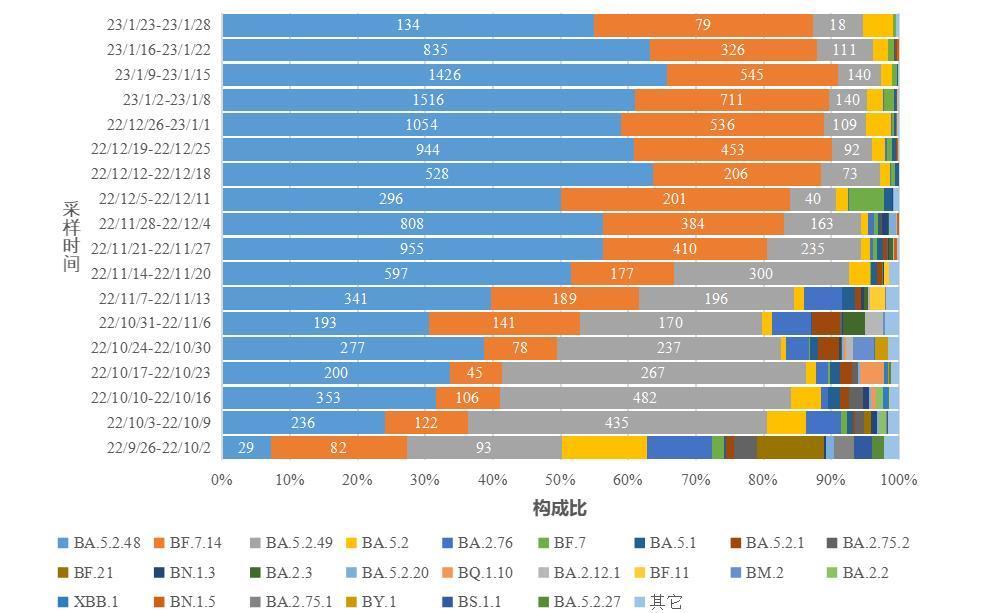 23/1/23-23/1/28 134 79 18
23/1/16-23/1/22 835 326 111
23/1/9-23/1/15 1426 545 140
23/1/2-23/1/8 1516 711 140
22/12/26-23/1/1 1054 536 109
22/12/19-22/12/25 944 453 92
22/12/12-22/12/18 528 206 73
22/12/5-22/12/11 296 201 40
22/11/28-22/12/4 808 384 163
22/11/21-22/11/27 955 410 235
22/11/14-22/11/20 597 177 300
22/11/7-22/11/13 341 189 196
22/10/31-22/11/6 193 141 170
22/10/24-22/10/30 277 78 237
22/10/17-22/10/23 200 45 267
22/10/10-22/10/16 353 106 482
22/10/3-22/10/9 236 122 435
22/9/26-22/10/2 29 82 93
采样时间
0% 10% 20% 30% 40% 50% 60% 70% 80% 90% 100%
构成比
BA.5.2.48 BF.7.14 BA.5.2.49 BA.5.2 BA.2.76 BF.7 BA.5.1 BA.5.2.1 BA.2.75.2
BF.21 BN.1.3 BA.2.3 BA.5.2.20 BQ.1.10 BA.2.12.1 BF.11 BM.2 BA.2.2
XBB.1 BN.1.5 BA.2.75.1 BY.1 BS.1.1 BA.5.2.27 其它